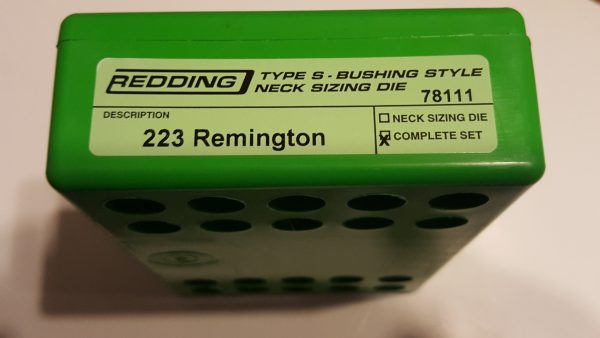 REDDING
TYPE S - BUSHING STYLE
NECK SIZING DIE
78111
DESCRIPTION
223 Remington
NECK SIZING DIE
X COMPLETE SET